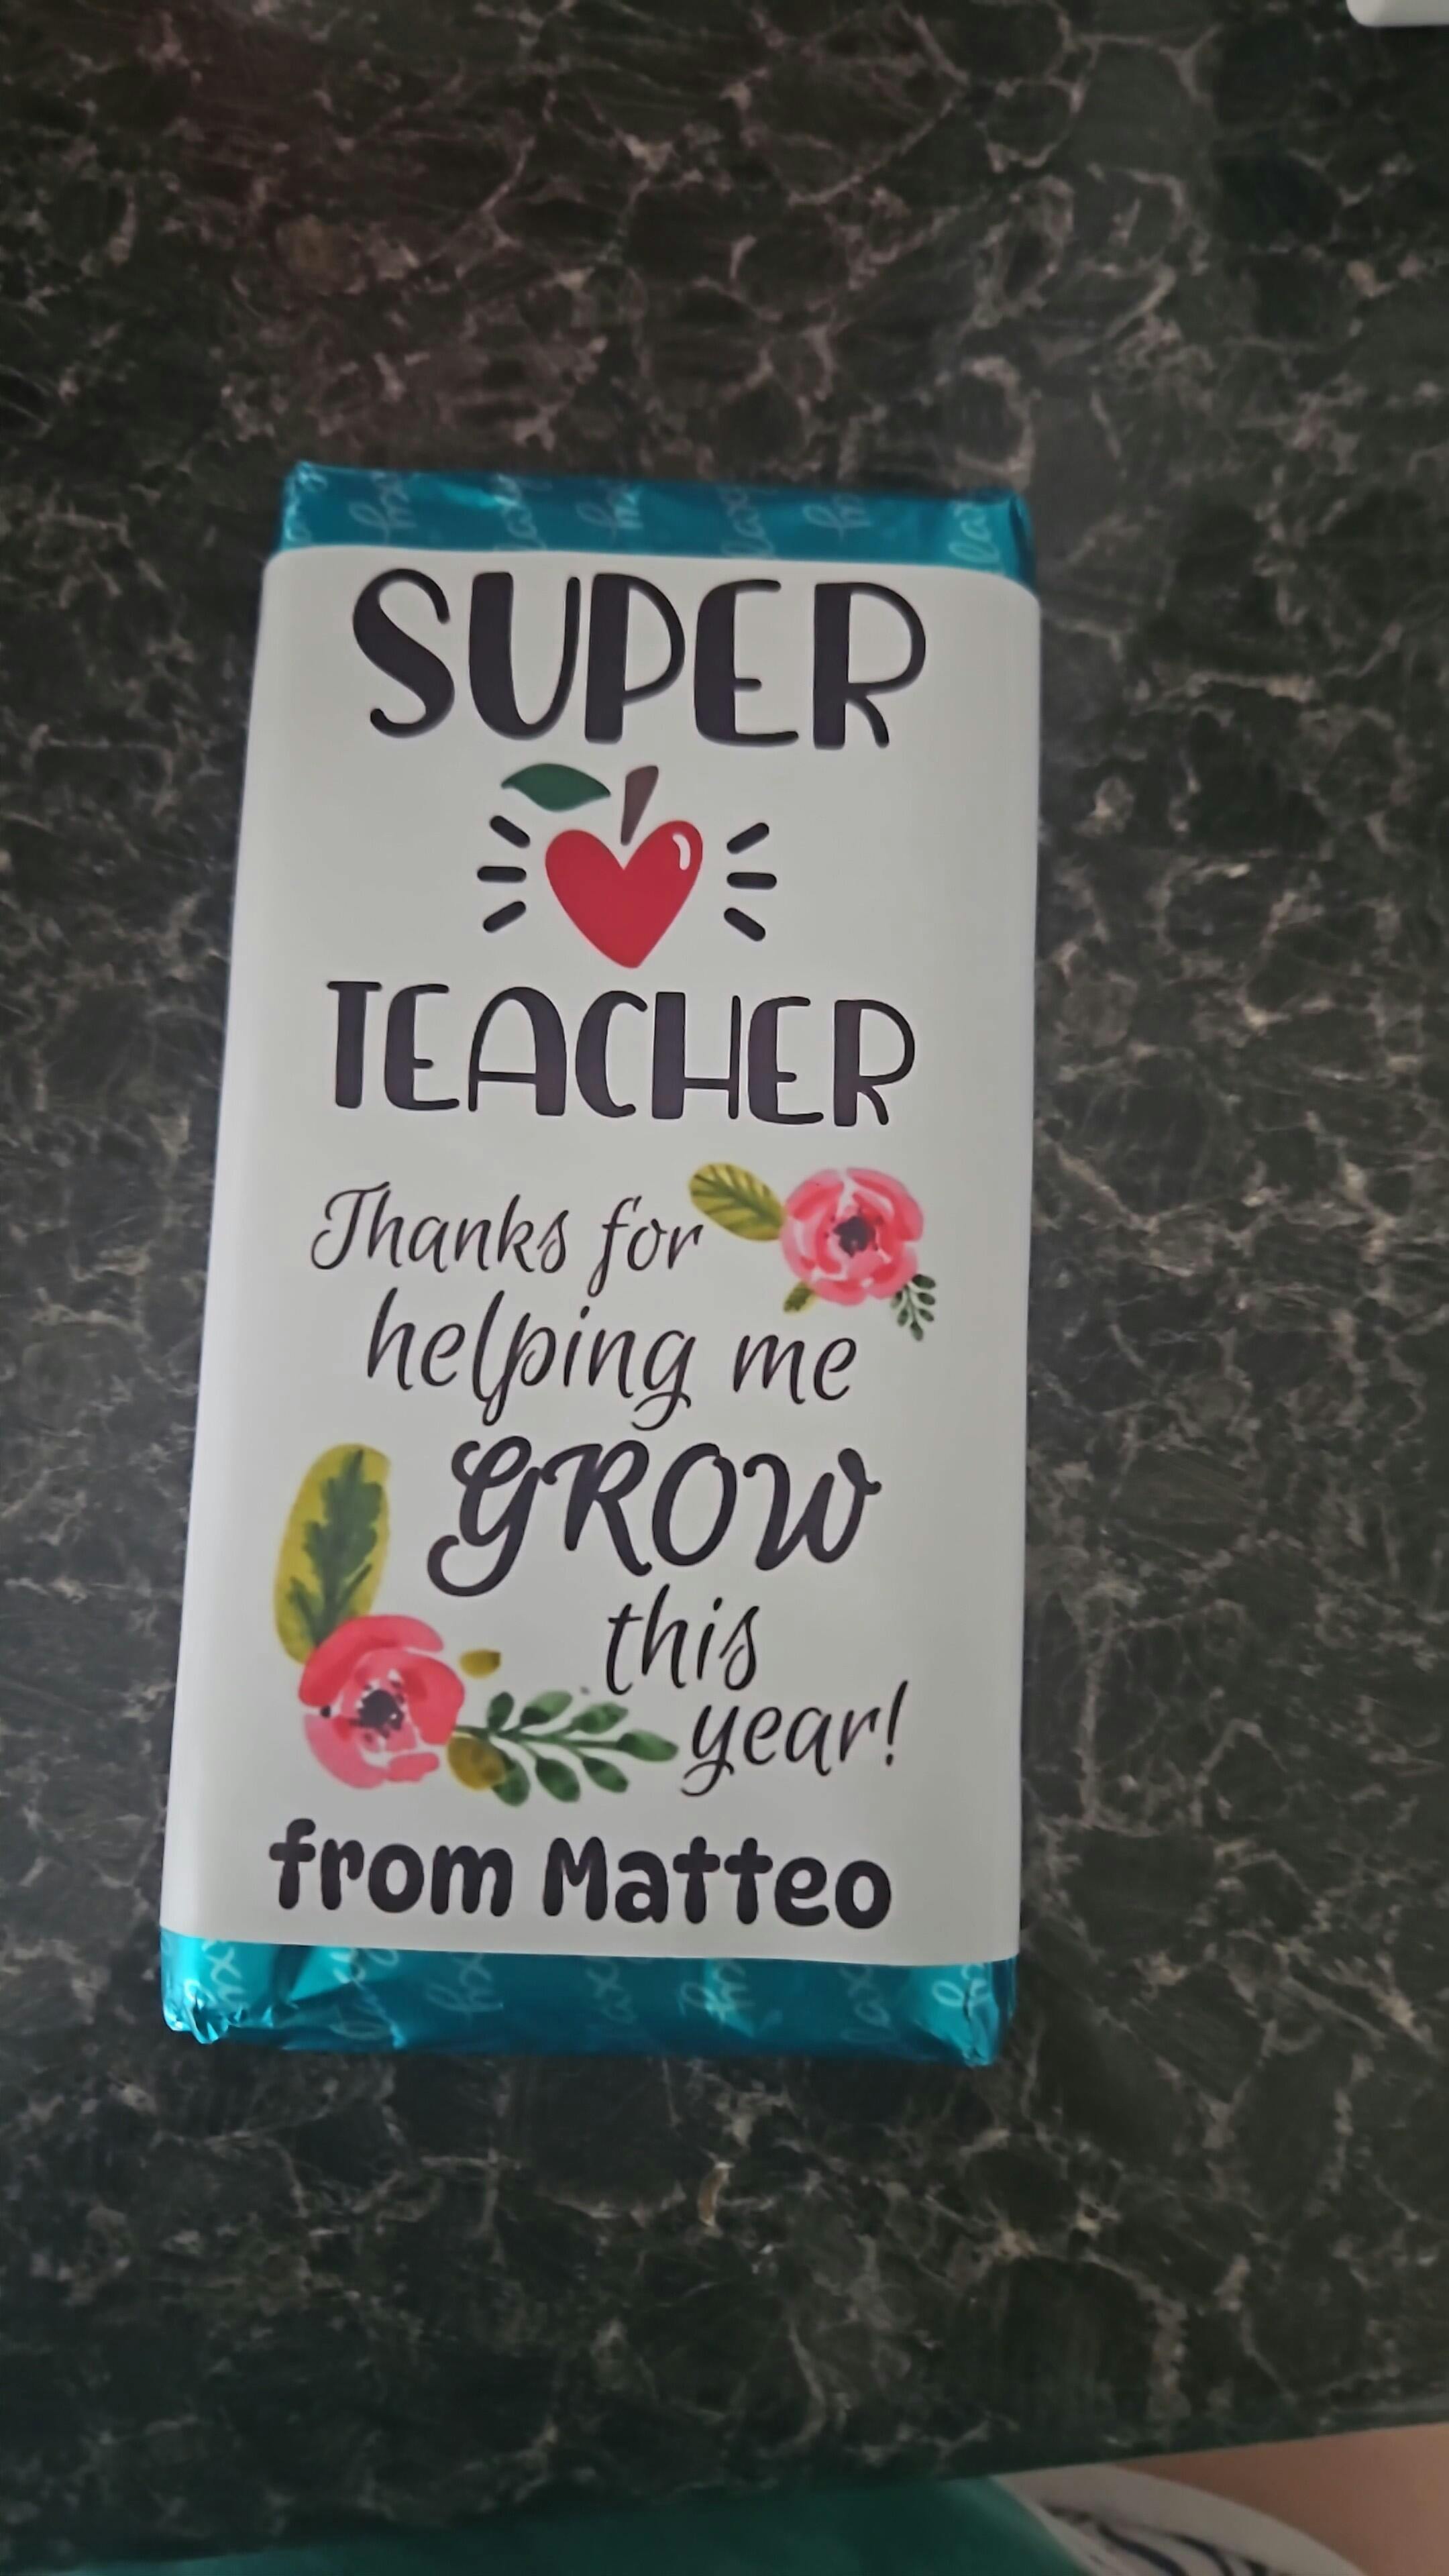 SUPER
TEACHER
Thanks for
helping me
GROW
this
year!
from Matteo